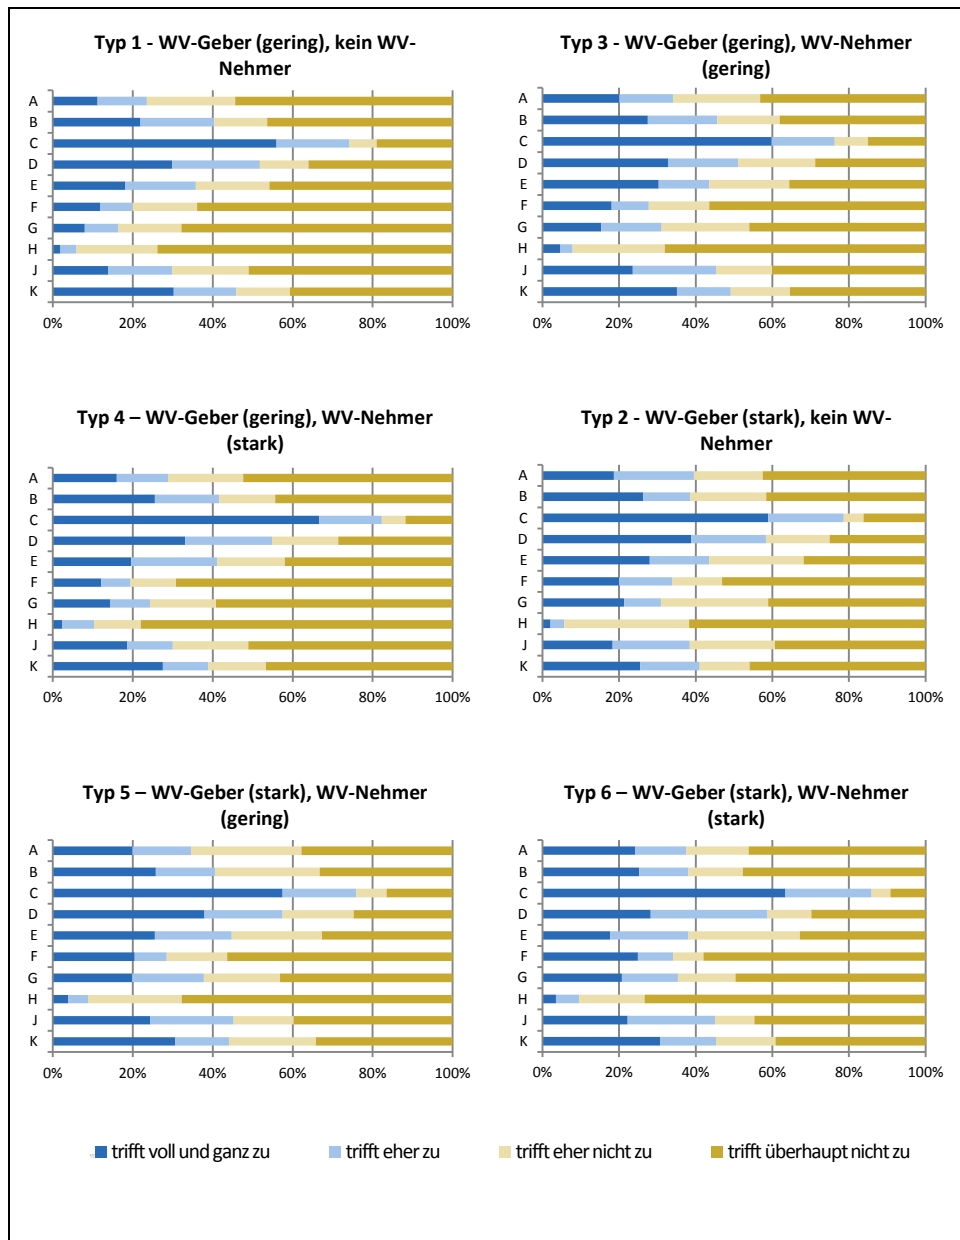 Typ 1 - WV-Geber (gering), kein WV-
Nehmer
A
B
C
D
E
F
G
H
J
K
0% 20% 40% 60% 80% 100%
Typ 3 - WV-Geber (gering), WV-Nehmer
(gering)
A
B
C
D
E
F
G
H
J
K
0% 20% 40% 60% 80% 100%
Typ 4 – WV-Geber (gering), WV-Nehmer
(stark)
A
B
C
D
E
F
G
H
J
K
0% 20% 40% 60% 80% 100%
Typ 2 - WV-Geber (stark), kein WV-
Nehmer
A
B
C
D
E
F
G
H
J
K
0% 20% 40% 60% 80% 100%
Typ 5 – WV-Geber (stark), WV-Nehmer
(gering)
A
B
C
D
E
F
G
H
J
K
0% 20% 40% 60% 80% 100%
Typ 6 – WV-Geber (stark), WV-Nehmer
(stark)
A
B
C
D
E
F
G
H
J
K
0% 20% 40% 60% 80% 100%
trifft voll und ganz zu trifft eher zu trifft eher nicht zu trifft überhaupt nicht zu